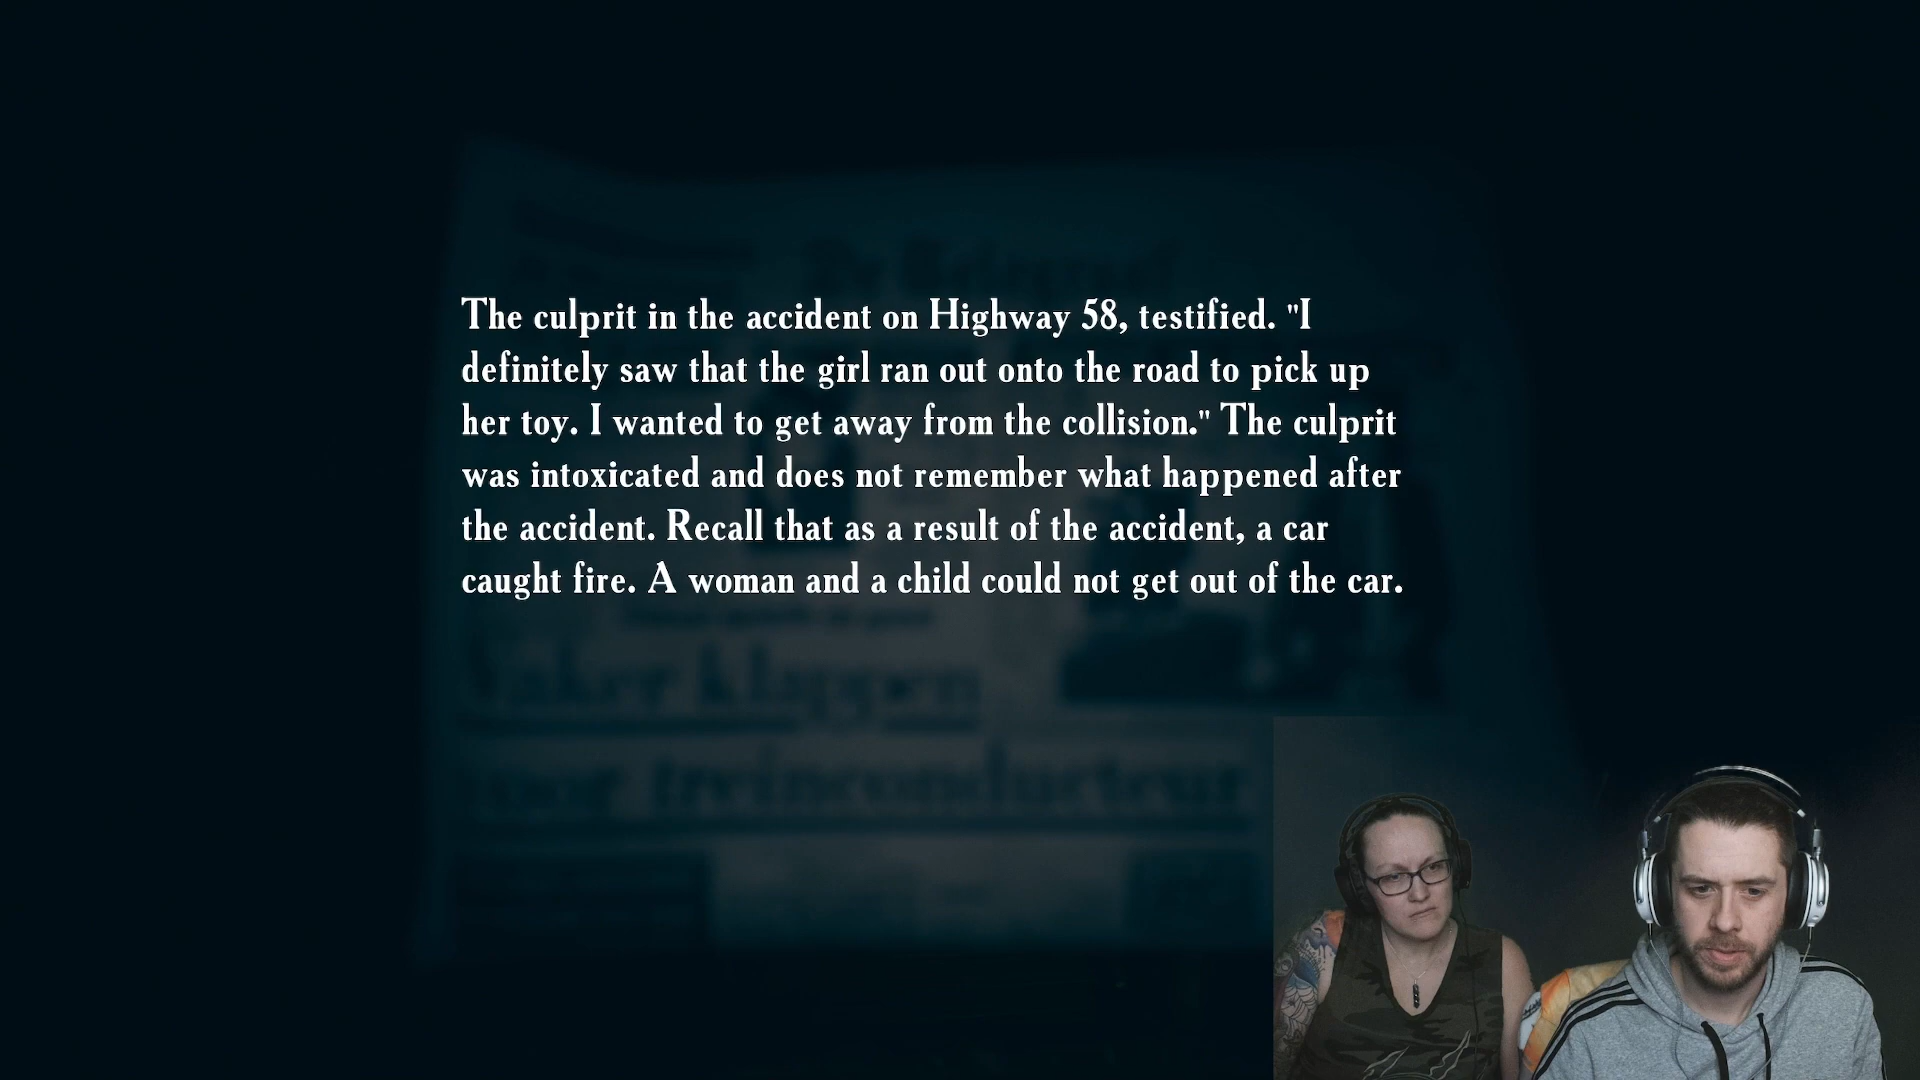 The culprit in the accident on Highway 58, testified. "I
definitely saw that the girl ran out onto the road to pick up
her toy. I wanted to get away from the collision." The culprit
was intoxicated and does not remember what happened after
the accident. Recall that as a result of the accident, a car
caught fire. A woman and a child could not get out of the car.
klappen
treinconducteur